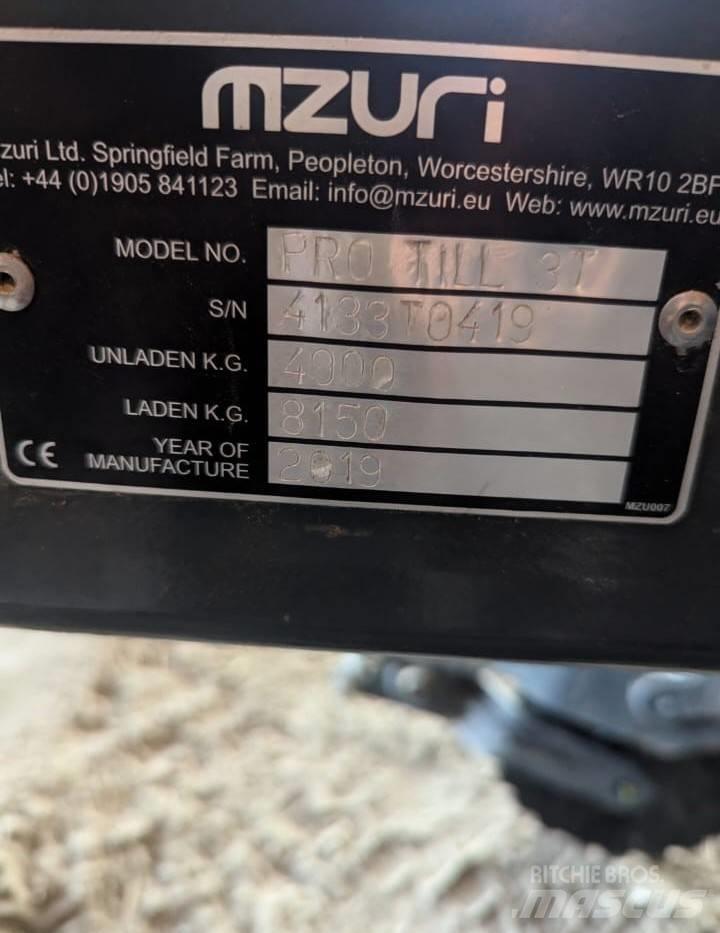 mzuri
zuri Ltd. Springfield Farm, Peopleton, Worcestershire, WR10 2BF
el: +44 (0)1905 841123 Email: info@mzuri.eu Web: www.mzuri.eu
MODEL NO. PRO TILL 3T
S/N 4133T0419
UNLADEN K.G. 4900
LADEN K.G. 8150
YEAR OF
MANUFACTURE 2019
CE
MZU007
RITCHIE BROS.
mascus